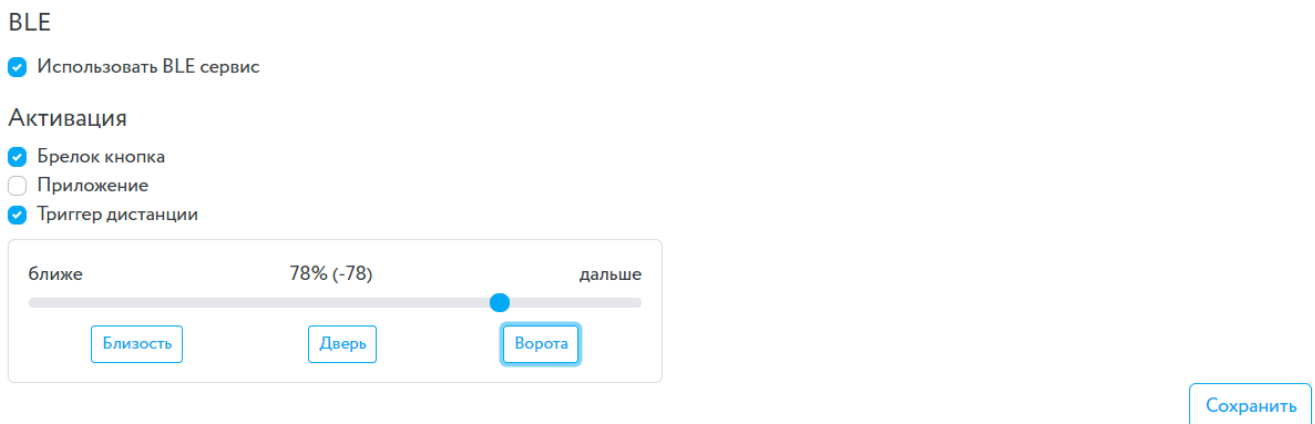 BLE
Использовать BLE сервис
Активация
Брелок кнопка
Приложение
Триггер дистанции
ближе 78% (-78) дальше
Близость Дверь Ворота
Сохранить